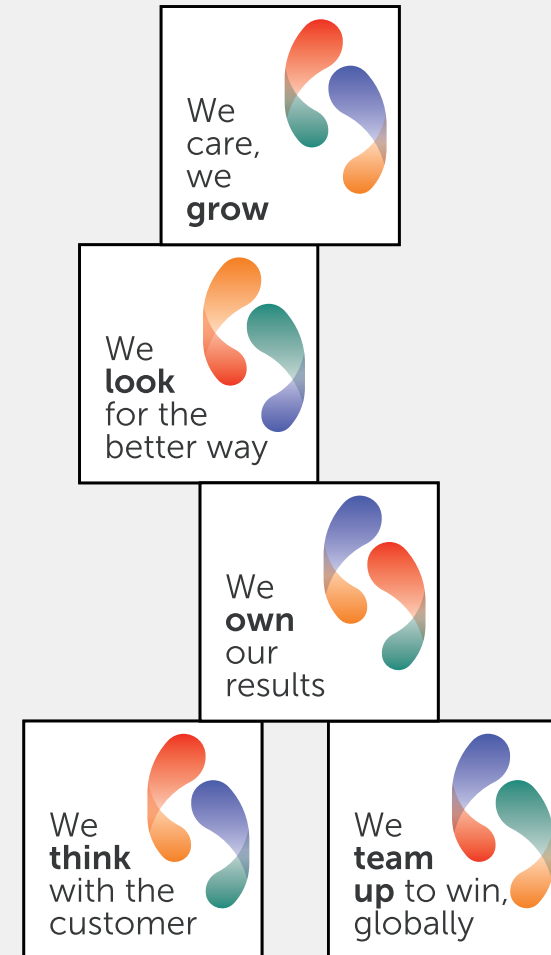 We
care,
we
grow
We
look
for the
better way
We
own
our
results
We
think
with the
customer
We
team
up to win,
globally